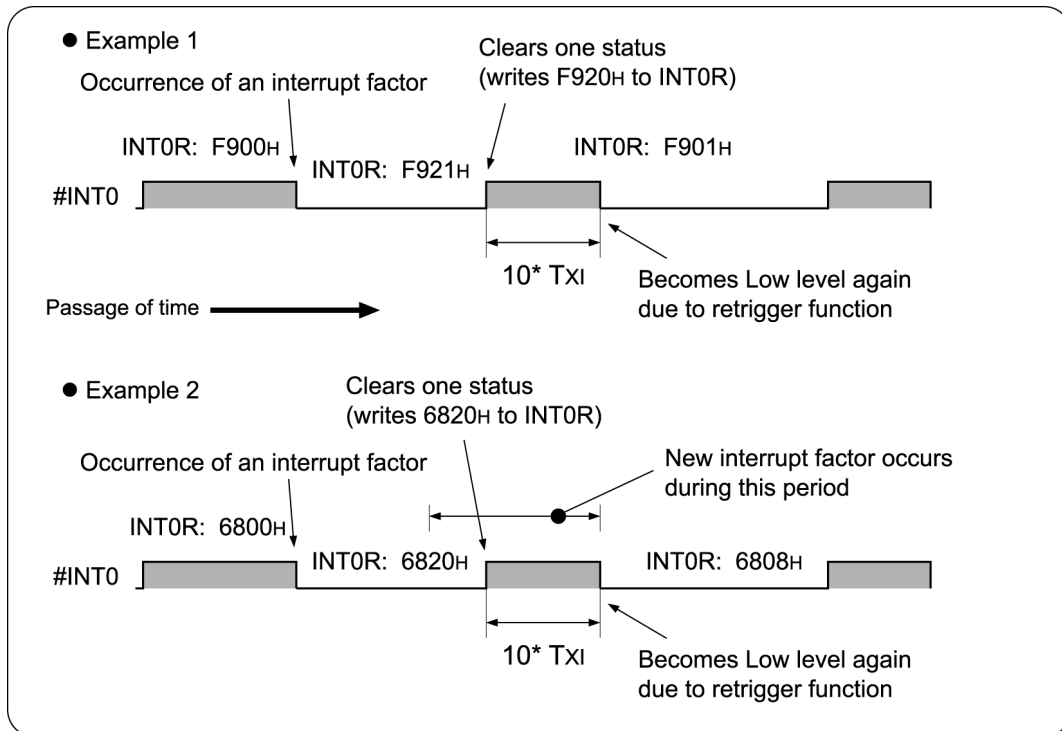 ● Example 1
Clears one status
(writes F920H to INT0R)
Occurrence of an interrupt factor
INT0R: F900H
INT0R: F921H
INT0R: F901H
#INT0
10* TXI
Becomes Low level again
due to retrigger function
Passage of time
● Example 2
Clears one status
(writes 6820H to INT0R)
Occurrence of an interrupt factor
New interrupt factor occurs
during this period
INT0R: 6800H
INT0R: 6820H
INT0R: 6808H
#INT0
10* TXI
Becomes Low level again
due to retrigger function